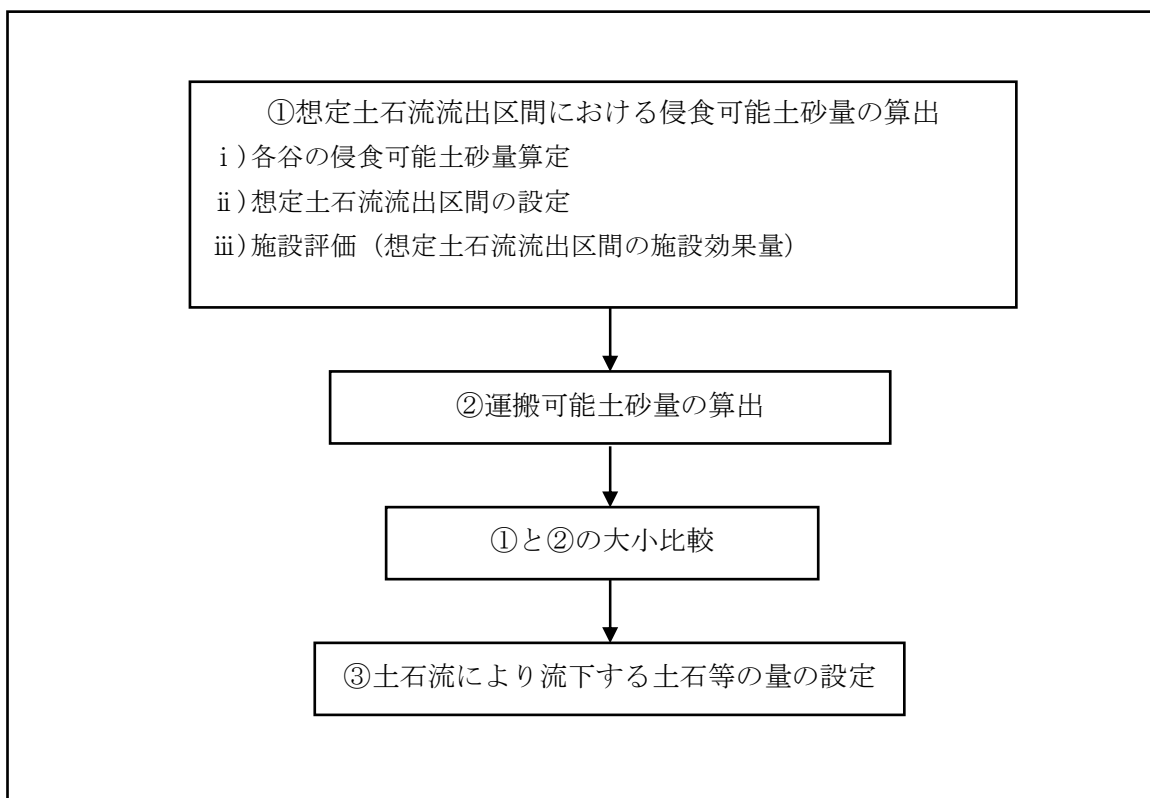 ①想定土石流流出区間における侵食可能土砂量の算出
ⅰ)各谷の侵食可能土砂量算定
ⅱ)想定土石流流出区間の設定
ⅲ)施設評価（想定土石流流出区間の施設効果量）
②運搬可能土砂量の算出
①と②の大小比較
③土石流により流下する土石等の量の設定